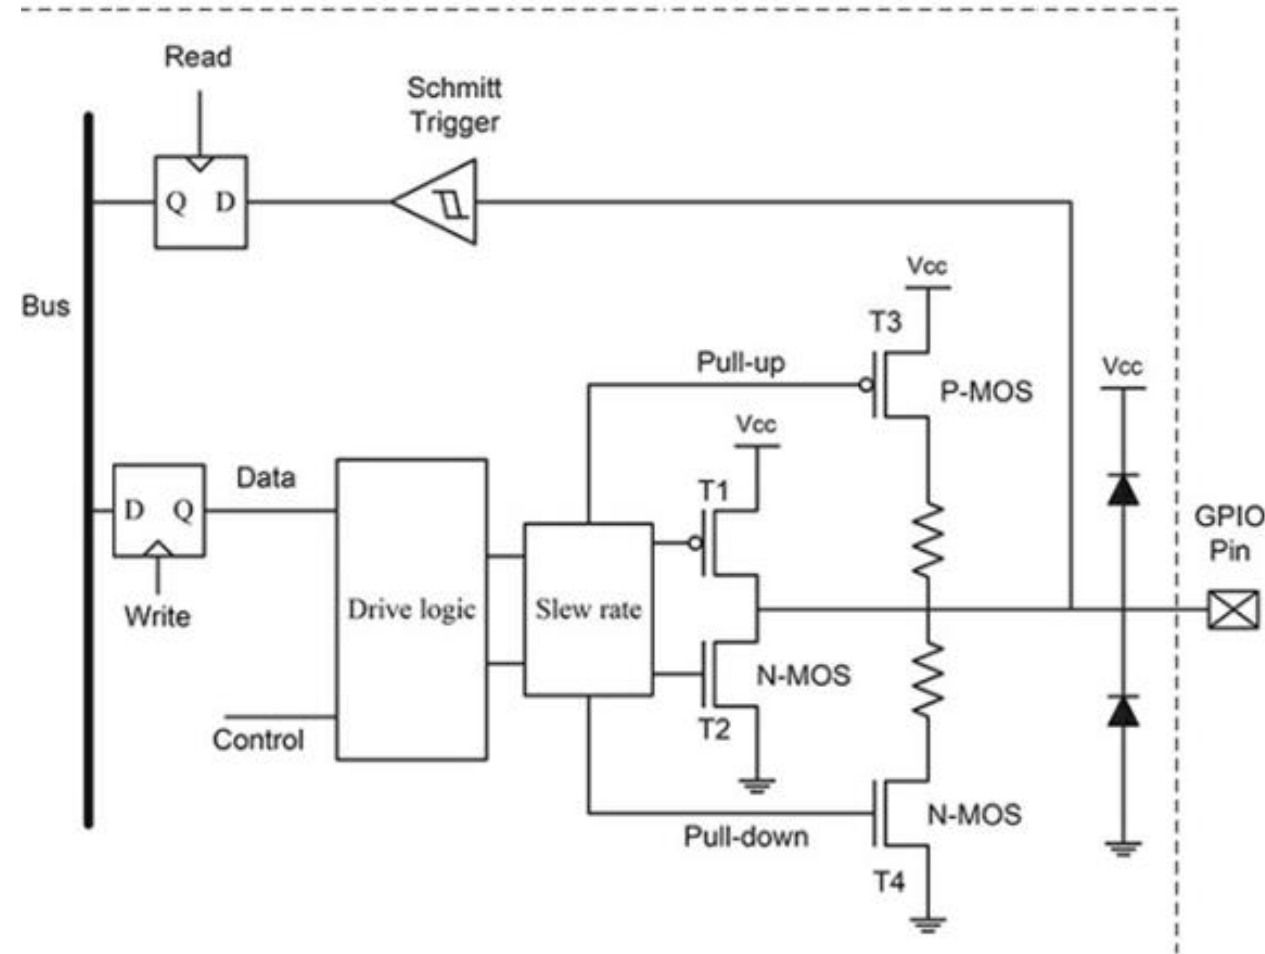 Read
Schmitt
Trigger
Q D
Vcc
Bus
T3
Pull-up
P-MOS
Vcc
Vcc
Data
T1
D Q
GPIO
Pin
Write
Drive logic
Slew rate
N-MOS
T2
Control
N-MOS
Pull-down
T4